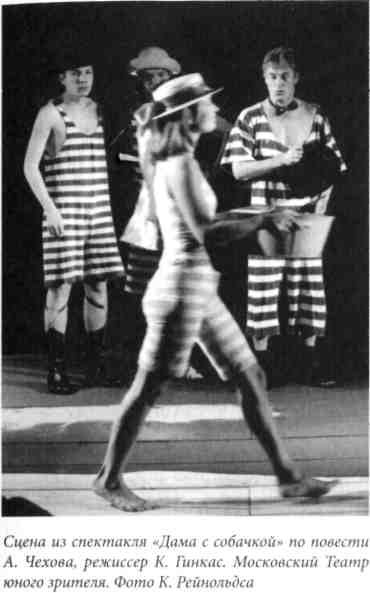 Сцена из спектакля «Дама с собачкой» по повести
А. Чехова, режиссер К. Гинкас. Московский Театр
юного зрителя. Фото К. Рейнольдса